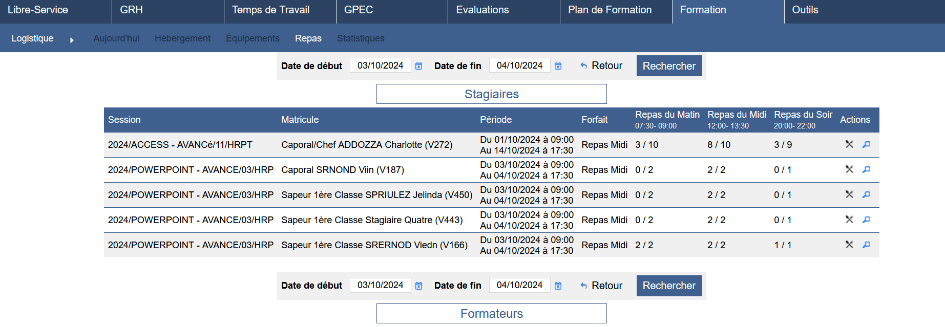 Libre-Service GRH Temps de Travail GPEC Evaluations Plan de Formation Formation Outils
Logistique Aujourd'hui Hébergement Équipements Repas Statistiques
Date de début 03/10/2024 Date de fin 04/10/2024 Retour Rechercher
Stagiaires
Session Matricule Période Forfait Repas du Matin Repas du Midi Repas du Soir Actions
07:30- 09:00 12:00- 13:30 20:00- 22:00
2024/ACCESS - AVANCé/11/HRPT Caporal/Chef ADDOZZA Charlotte (V272) Du 01/10/2024 à 09:00 Repas Midi 3 / 10 8 / 10 3 / 9
Au 14/10/2024 à 17:30
2024/POWERPOINT - AVANCE/03/HRP Caporal SRNOND Viin (V187) Du 03/10/2024 à 09:00 Repas Midi 0 / 2 2 / 2 0 / 1
Au 04/10/2024 à 17:30
2024/POWERPOINT - AVANCE/03/HRP Sapeur 1ère Classe SPRIULEZ Jelinda (V450) Du 03/10/2024 à 09:00 Repas Midi 0 / 2 2 / 2 0 / 1
Au 04/10/2024 à 17:30
2024/POWERPOINT - AVANCE/03/HRP Sapeur 1ère Classe Stagiaire Quatre (V443) Du 03/10/2024 à 09:00 Repas Midi 0 / 2 2 / 2 0 / 1
Au 04/10/2024 à 17:30
2024/POWERPOINT - AVANCE/03/HRP Sapeur 1ère Classe SRERNOD Viedn (V166) Du 03/10/2024 à 09:00 Repas Midi 2 / 2 2 / 2 1 / 1
Au 04/10/2024 à 17:30
Date de début 03/10/2024 Date de fin 04/10/2024 Retour Rechercher
Formateurs